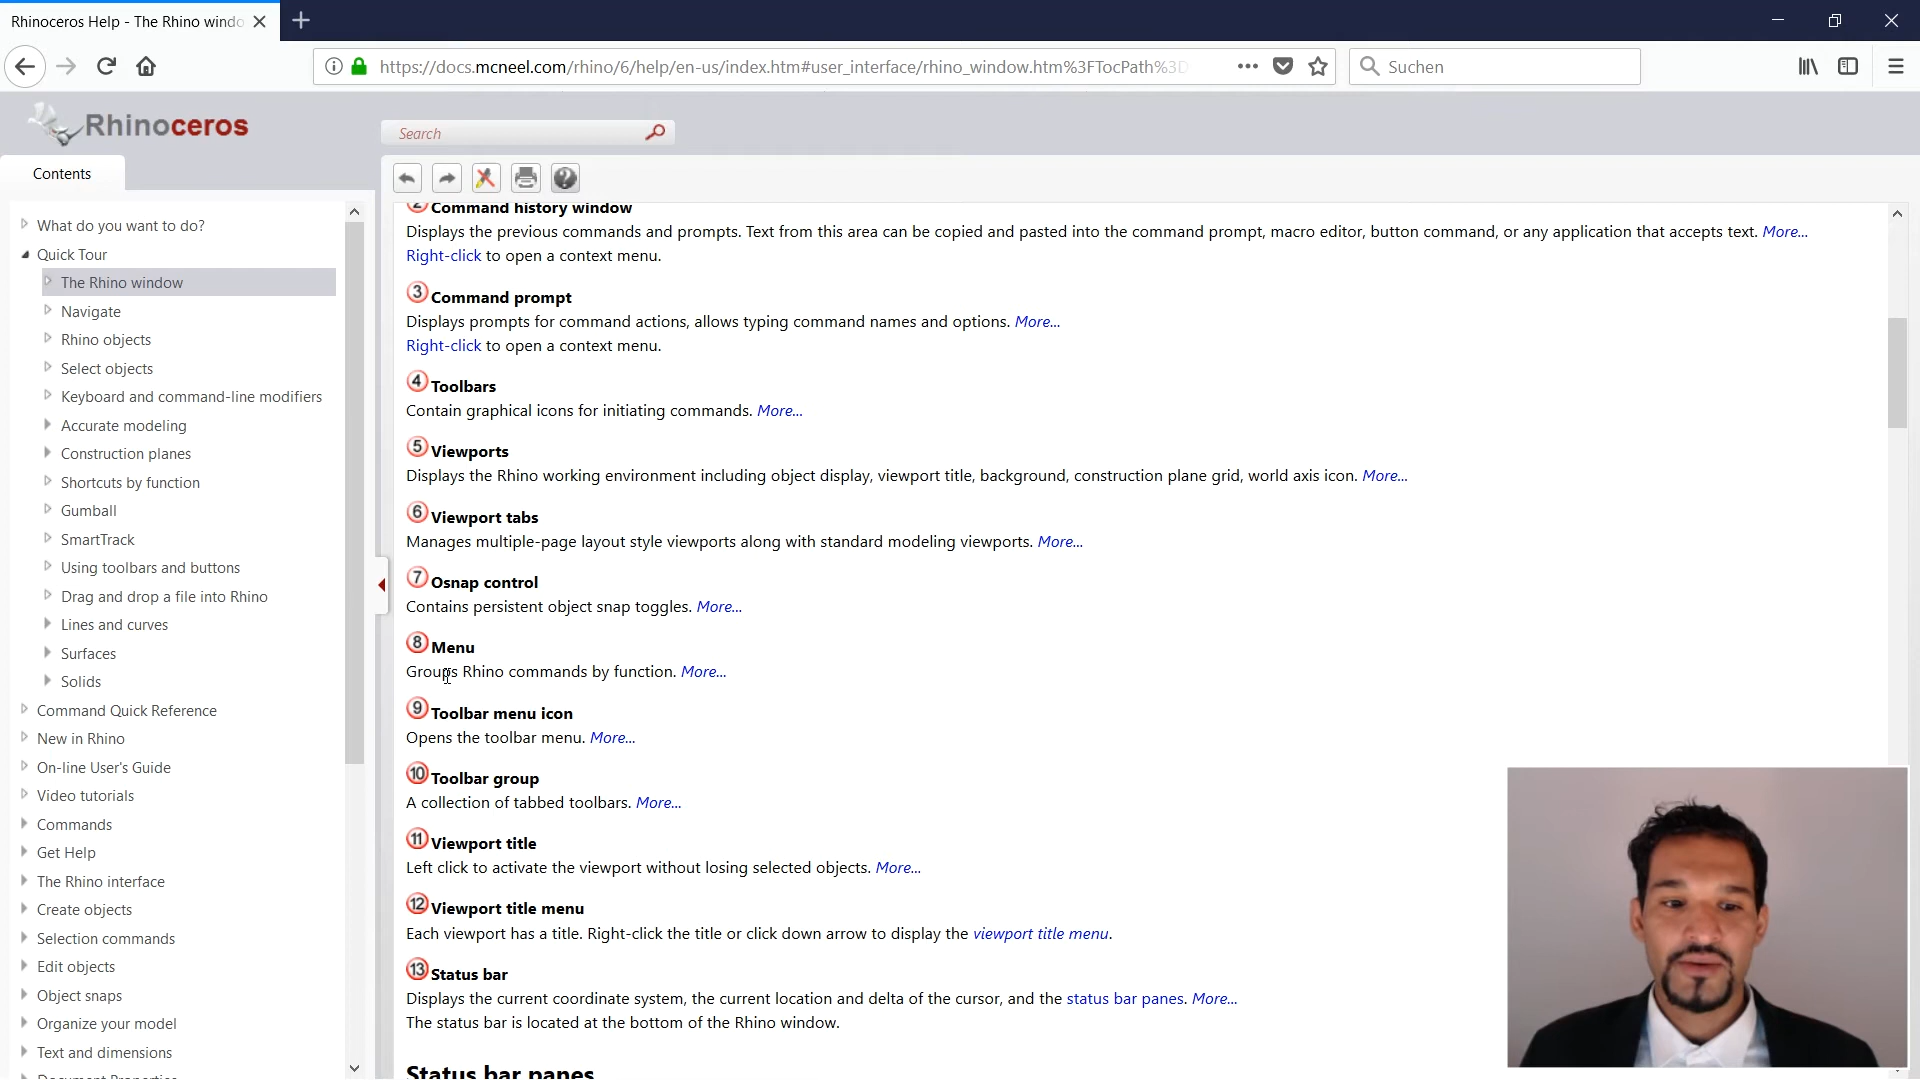 Rhinoceros Help - The Rhino windo
https://docs.mcneel.com/rhino/6/help/en-us/index.htm#user_interface/rhino_window.htm%3FTocPath%3D
Suchen
Rhinoceros
Search
Contents
What do you want to do?
Quick Tour
The Rhino window
Navigate
Rhino objects
Select objects
Keyboard and command-line modifiers
Accurate modeling
Construction planes
Shortcuts by function
Gumball
SmartTrack
Using toolbars and buttons
Drag and drop a file into Rhino
Lines and curves
Surfaces
Solids
Command Quick Reference
New in Rhino
On-line User's Guide
Video tutorials
Commands
Get Help
The Rhino interface
Create objects
Selection commands
Edit objects
Object snaps
Organize your model
Text and dimensions
2 Command history window
Displays the previous commands and prompts. Text from this area can be copied and pasted into the command prompt, macro editor, button command, or any application that accepts text. More...
Right-click to open a context menu.
3 Command prompt
Displays prompts for command actions, allows typing command names and options. More...
Right-click to open a context menu.
4 Toolbars
Contain graphical icons for initiating commands. More...
5 Viewports
Displays the Rhino working environment including object display, viewport title, background, construction plane grid, world axis icon. More...
6 Viewport tabs
Manages multiple-page layout style viewports along with standard modeling viewports. More...
7 Osnap control
Contains persistent object snap toggles. More...
8 Menu
Groups Rhino commands by function. More...
9 Toolbar menu icon
Opens the toolbar menu. More...
10 Toolbar group
A collection of tabbed toolbars. More...
11 Viewport title
Left click to activate the viewport without losing selected objects. More...
12 Viewport title menu
Each viewport has a title. Right-click the title or click down arrow to display the viewport title menu.
13 Status bar
Displays the current coordinate system, the current location and delta of the cursor, and the status bar panes. More...
The status bar is located at the bottom of the Rhino window.
Status bar panes